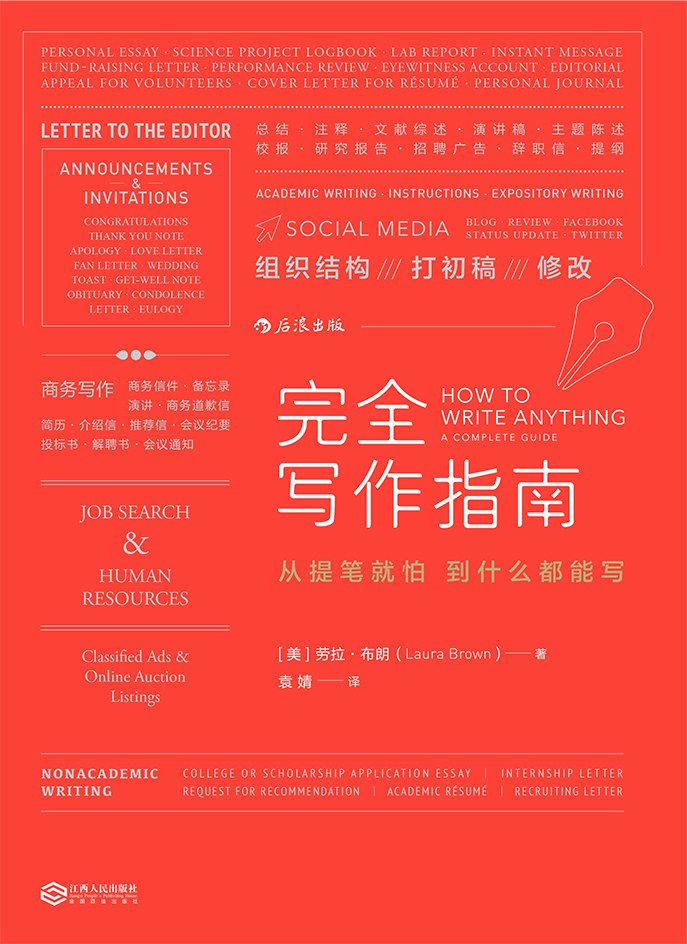 PERSONAL ESSAY · SCIENCE PROJECT LOGBOOK · LAB REPORT · INSTANT MESSAGE
FUND-RAISING LETTER · PERFORMANCE REVIEW · EYEWITNESS ACCOUNT · EDITORIAL
APPEAL FOR VOLUNTEERS · COVER LETTER FOR RÉSUMÉ · PERSONAL JOURNAL
LETTER TO THE EDITOR
ANNOUNCEMENTS
&
INVITATIONS
CONGRATULATIONS
THANK YOU NOTE
APOLOGY · LOVE LETTER
FAN LETTER · WEDDING
TOAST · GET-WELL NOTE
OBITUARY · CONDOLENCE
LETTER · EULOGY
总结 · 注释 · 文献综述 · 演讲稿 · 主题陈述
校报 · 研究报告 · 招聘广告 · 辞职信 · 提纲
ACADEMIC WRITING · INSTRUCTIONS · EXPOSITORY WRITING
SOCIAL MEDIA
BLOG · REVIEW · FACEBOOK
STATUS UPDATE · TWITTER
组织结构 /// 打初稿 /// 修改
后浪出版
商务写作
商务信件 · 备忘录
演讲 · 商务道歉信
简历 · 介绍信 · 推荐信 · 会议纪要
投标书 · 解聘书 · 会议通知
完全
写作指南
HOW TO
WRITE ANYTHING
A COMPLETE GUIDE
从提笔就怕 到什么都能写
JOB SEARCH
&
HUMAN
RESOURCES
Classified Ads &
Online Auction
Listings
[美] 劳拉 · 布朗（Laura Brown）——著
袁婧——译
NONACADEMIC
WRITING
COLLEGE OR SCHOLARSHIP APPLICATION ESSAY | INTERNSHIP LETTER
REQUEST FOR RECOMMENDATION | ACADEMIC RÉSUMÉ | RECRUITING LETTER
江西人民出版社
Jiangxi People's Publishing House
全国百佳出版社